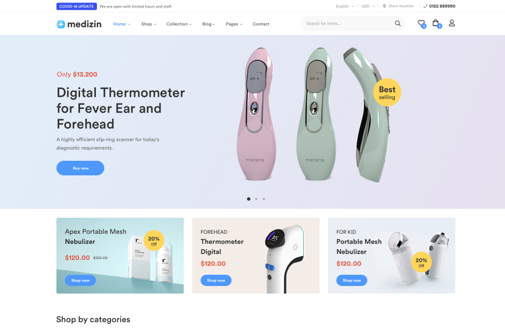 COVID-19 UPDATE We are open with limited hours and staff.
English USD Store location 0122 888990
medizin Home Shop Collection Blog Pages Contact
Search for items...
0 0
Only $13.200
Digital Thermometer
for Fever Ear and
Forehead
A highly efficient slip-ring scanner for today's
diagnostic requirements.
Buy now
Best
selling
Apex Portable Mesh
Nebulizer
$120.00
Shop now
20%
Off
FOREHEAD
Thermometer
Digital
$120.00
Shop now
FOR KID
Portable Mesh
Nebulizer
$120.00
Shop now
20%
Off
Shop by categories